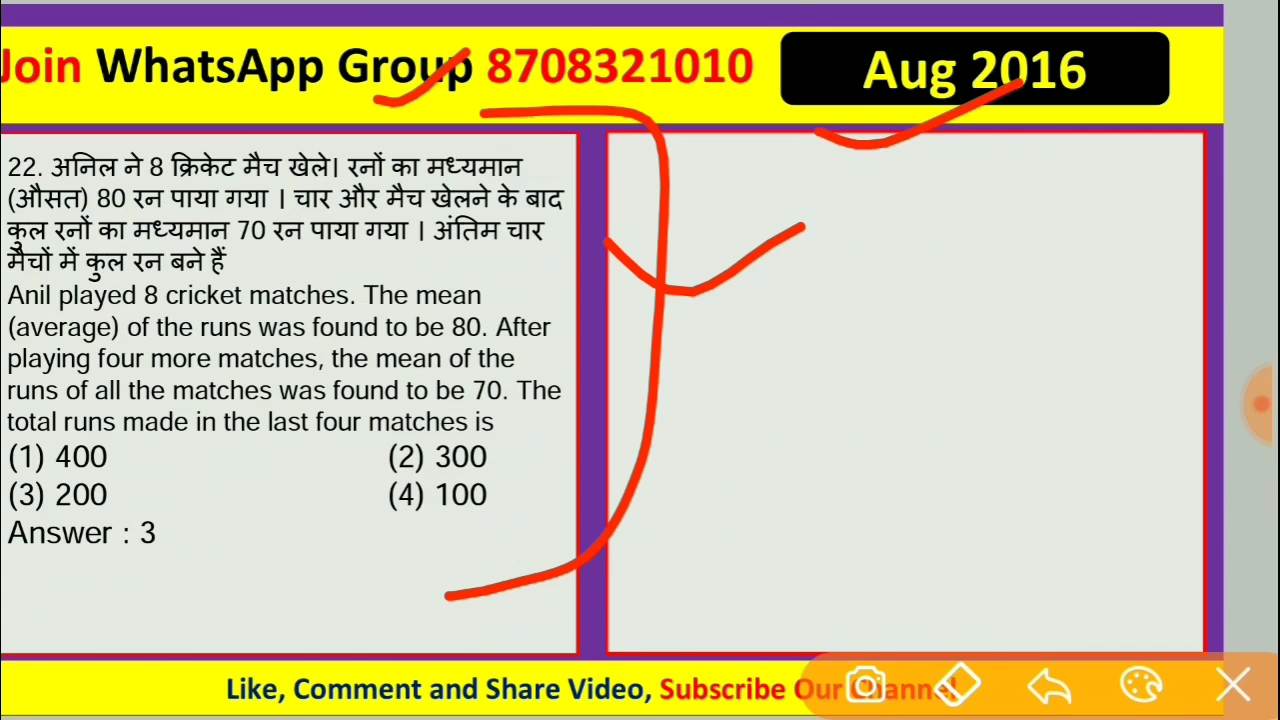 Join WhatsApp Group 8708321010
Aug 2016
22. अनिल ने 8 क्रिकेट मैच खेले। रनों का मध्यमान
(औसत) 80 रन पाया गया । चार और मैच खेलने के बाद
कुल रनों का मध्यमान 70 रन पाया गया । अंतिम चार
मैचों में कुल रन बने हैं
Anil played 8 cricket matches. The mean
(average) of the runs was found to be 80. After
playing four more matches, the mean of the
runs of all the matches was found to be 70. The
total runs made in the last four matches is
(1) 400 (2) 300
(3) 200 (4) 100
Answer : 3
Like, Comment and Share Video, Subscribe Our Channel